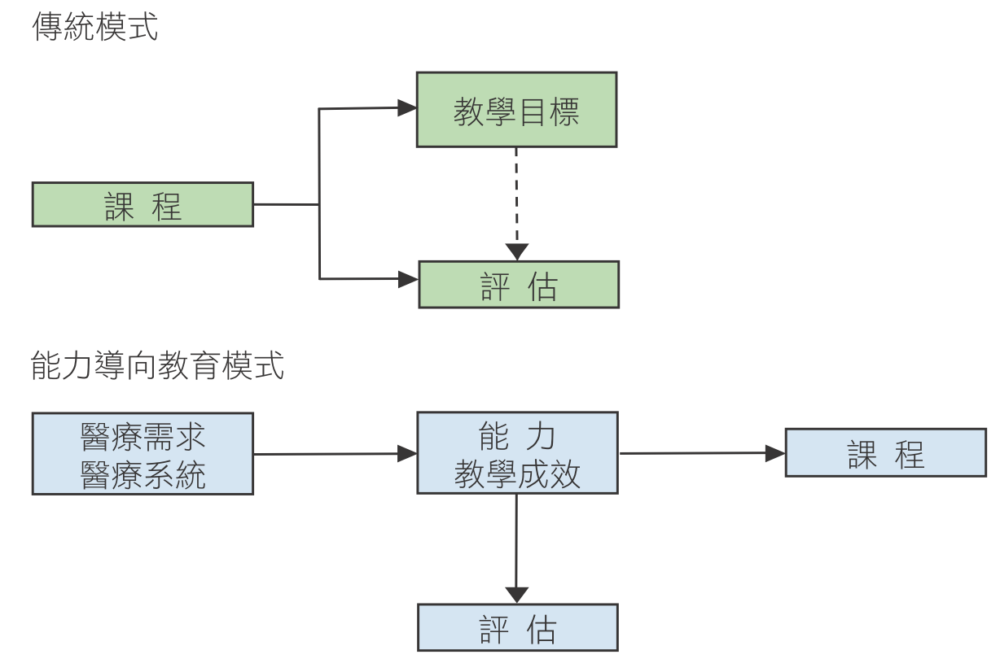 傳統模式
教學目標
課程
評估
能力導向教育模式
醫療需求
醫療系統
能力
教學成效
課程
評估